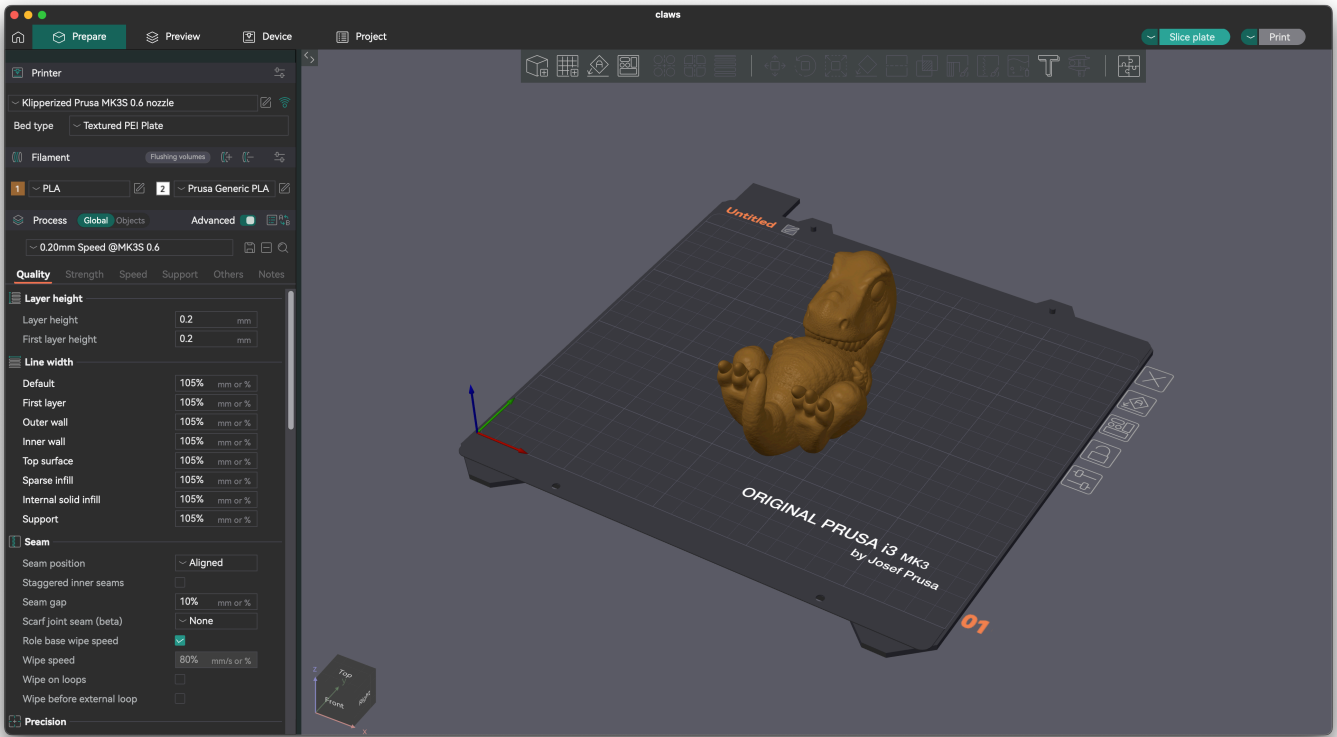 claws
Prepare
Preview
Device
Project
Slice plate
Print
Printer
Klipperized Prusa MK3S 0.6 nozzle
Bed type
Textured PEI Plate
Filament
Flushing volumes
1
PLA
2
Prusa Generic PLA
Process
Global
Objects
Advanced
0.20mm Speed @MK3S 0.6
Quality
Strength
Speed
Support
Others
Notes
Layer height
Layer height 0.2 mm
First layer height 0.2 mm
Line width
Default 105% mm or %
First layer 105% mm or %
Outer wall 105% mm or %
Inner wall 105% mm or %
Top surface 105% mm or %
Sparse infill 105% mm or %
Internal solid infill 105% mm or %
Support 105% mm or %
Seam
Seam position Aligned
Staggered inner seams
Seam gap 10% mm or %
Scarf joint seam (beta) None
Role base wipe speed
Wipe speed 80% mm/s or %
Wipe on loops
Wipe before external loop
Precision
Untitled
ORIGINAL PRUSA i3 MK3
by Josef Prusa
01
Top
Front
Right
Z
X